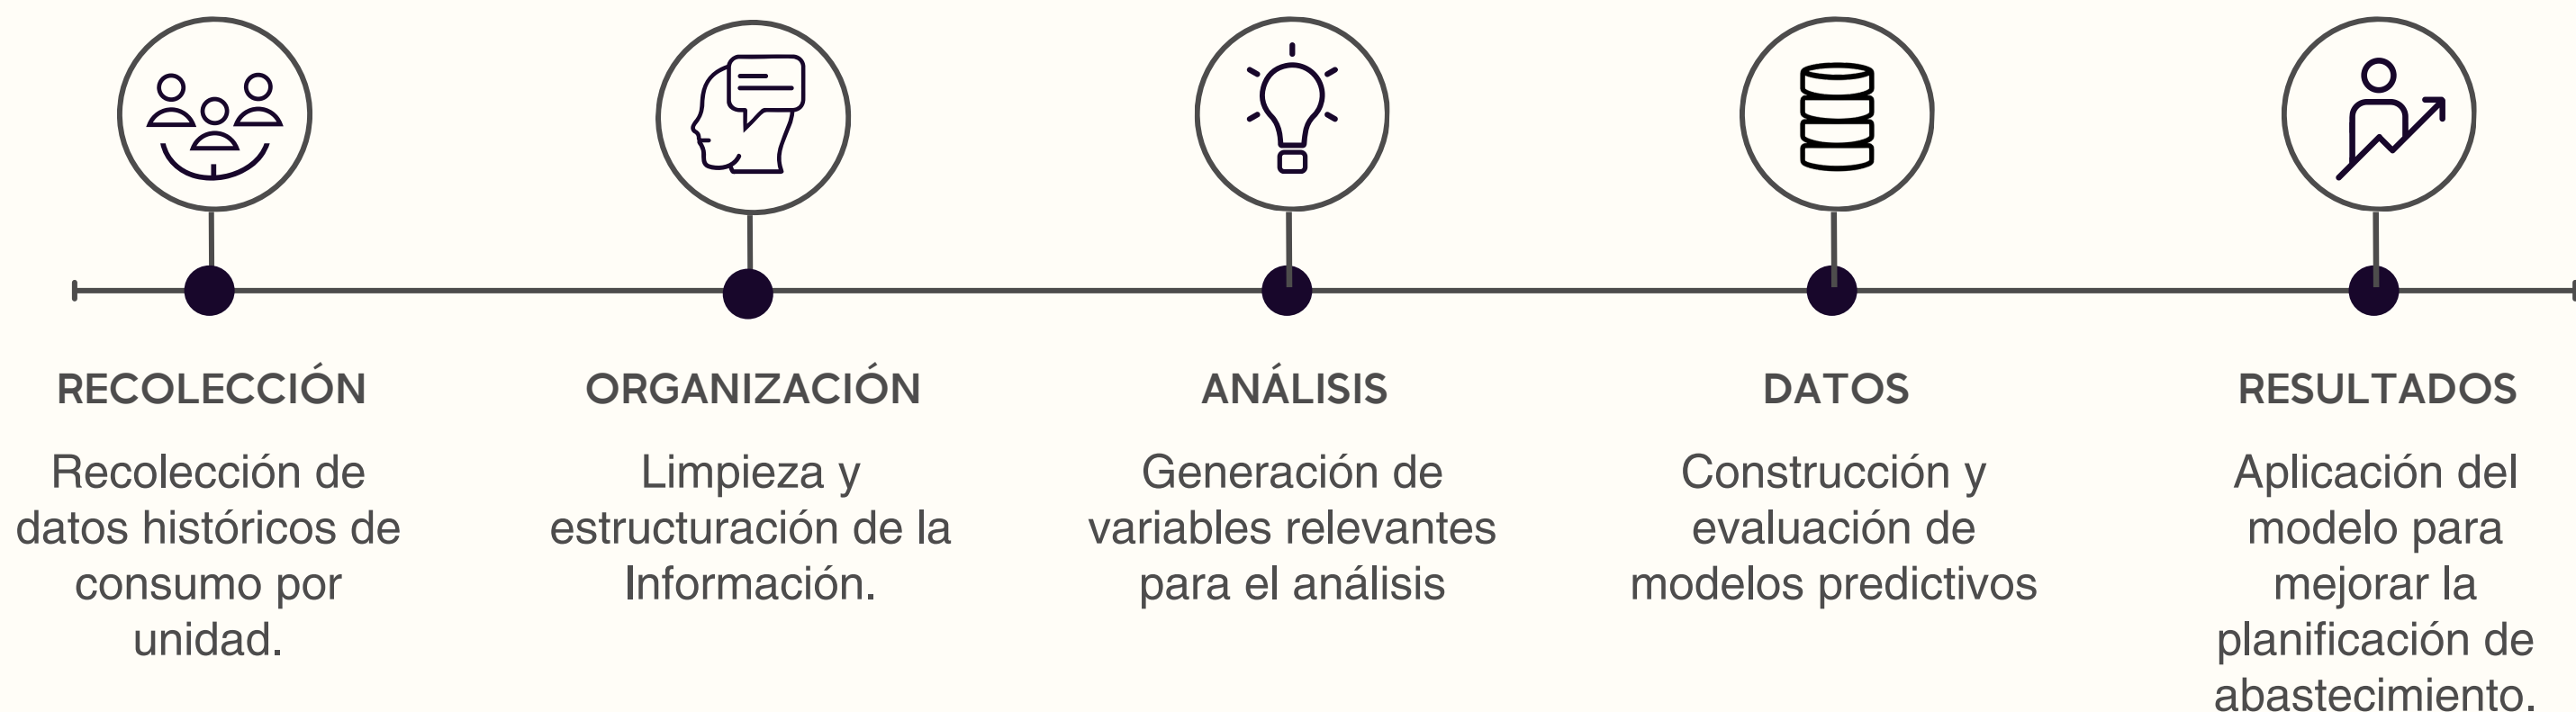 RECOLECCIÓN
Recolección de
datos históricos de
consumo por
unidad.
ORGANIZACIÓN
Limpieza y
estructuración de la
Información.
ANÁLISIS
Generación de
variables relevantes
para el análisis
DATOS
Construcción y
evaluación de
modelos predictivos
RESULTADOS
Aplicación del
modelo para
mejorar la
planificación de
abastecimiento.